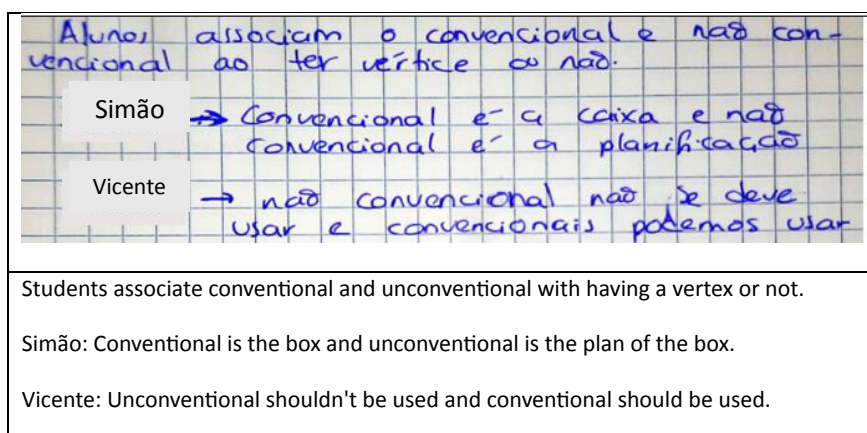 Alunos associam o convencional e não con-
vencional ao ter vértice ou não.
Simão → Convencional é a caixa e não
convencional é a planificação
Vicente → não convencional não se deve
usar e convencionais podemos usar
Students associate conventional and unconventional with having a vertex or not.
Simão: Conventional is the box and unconventional is the plan of the box.
Vicente: Unconventional shouldn't be used and conventional should be used.